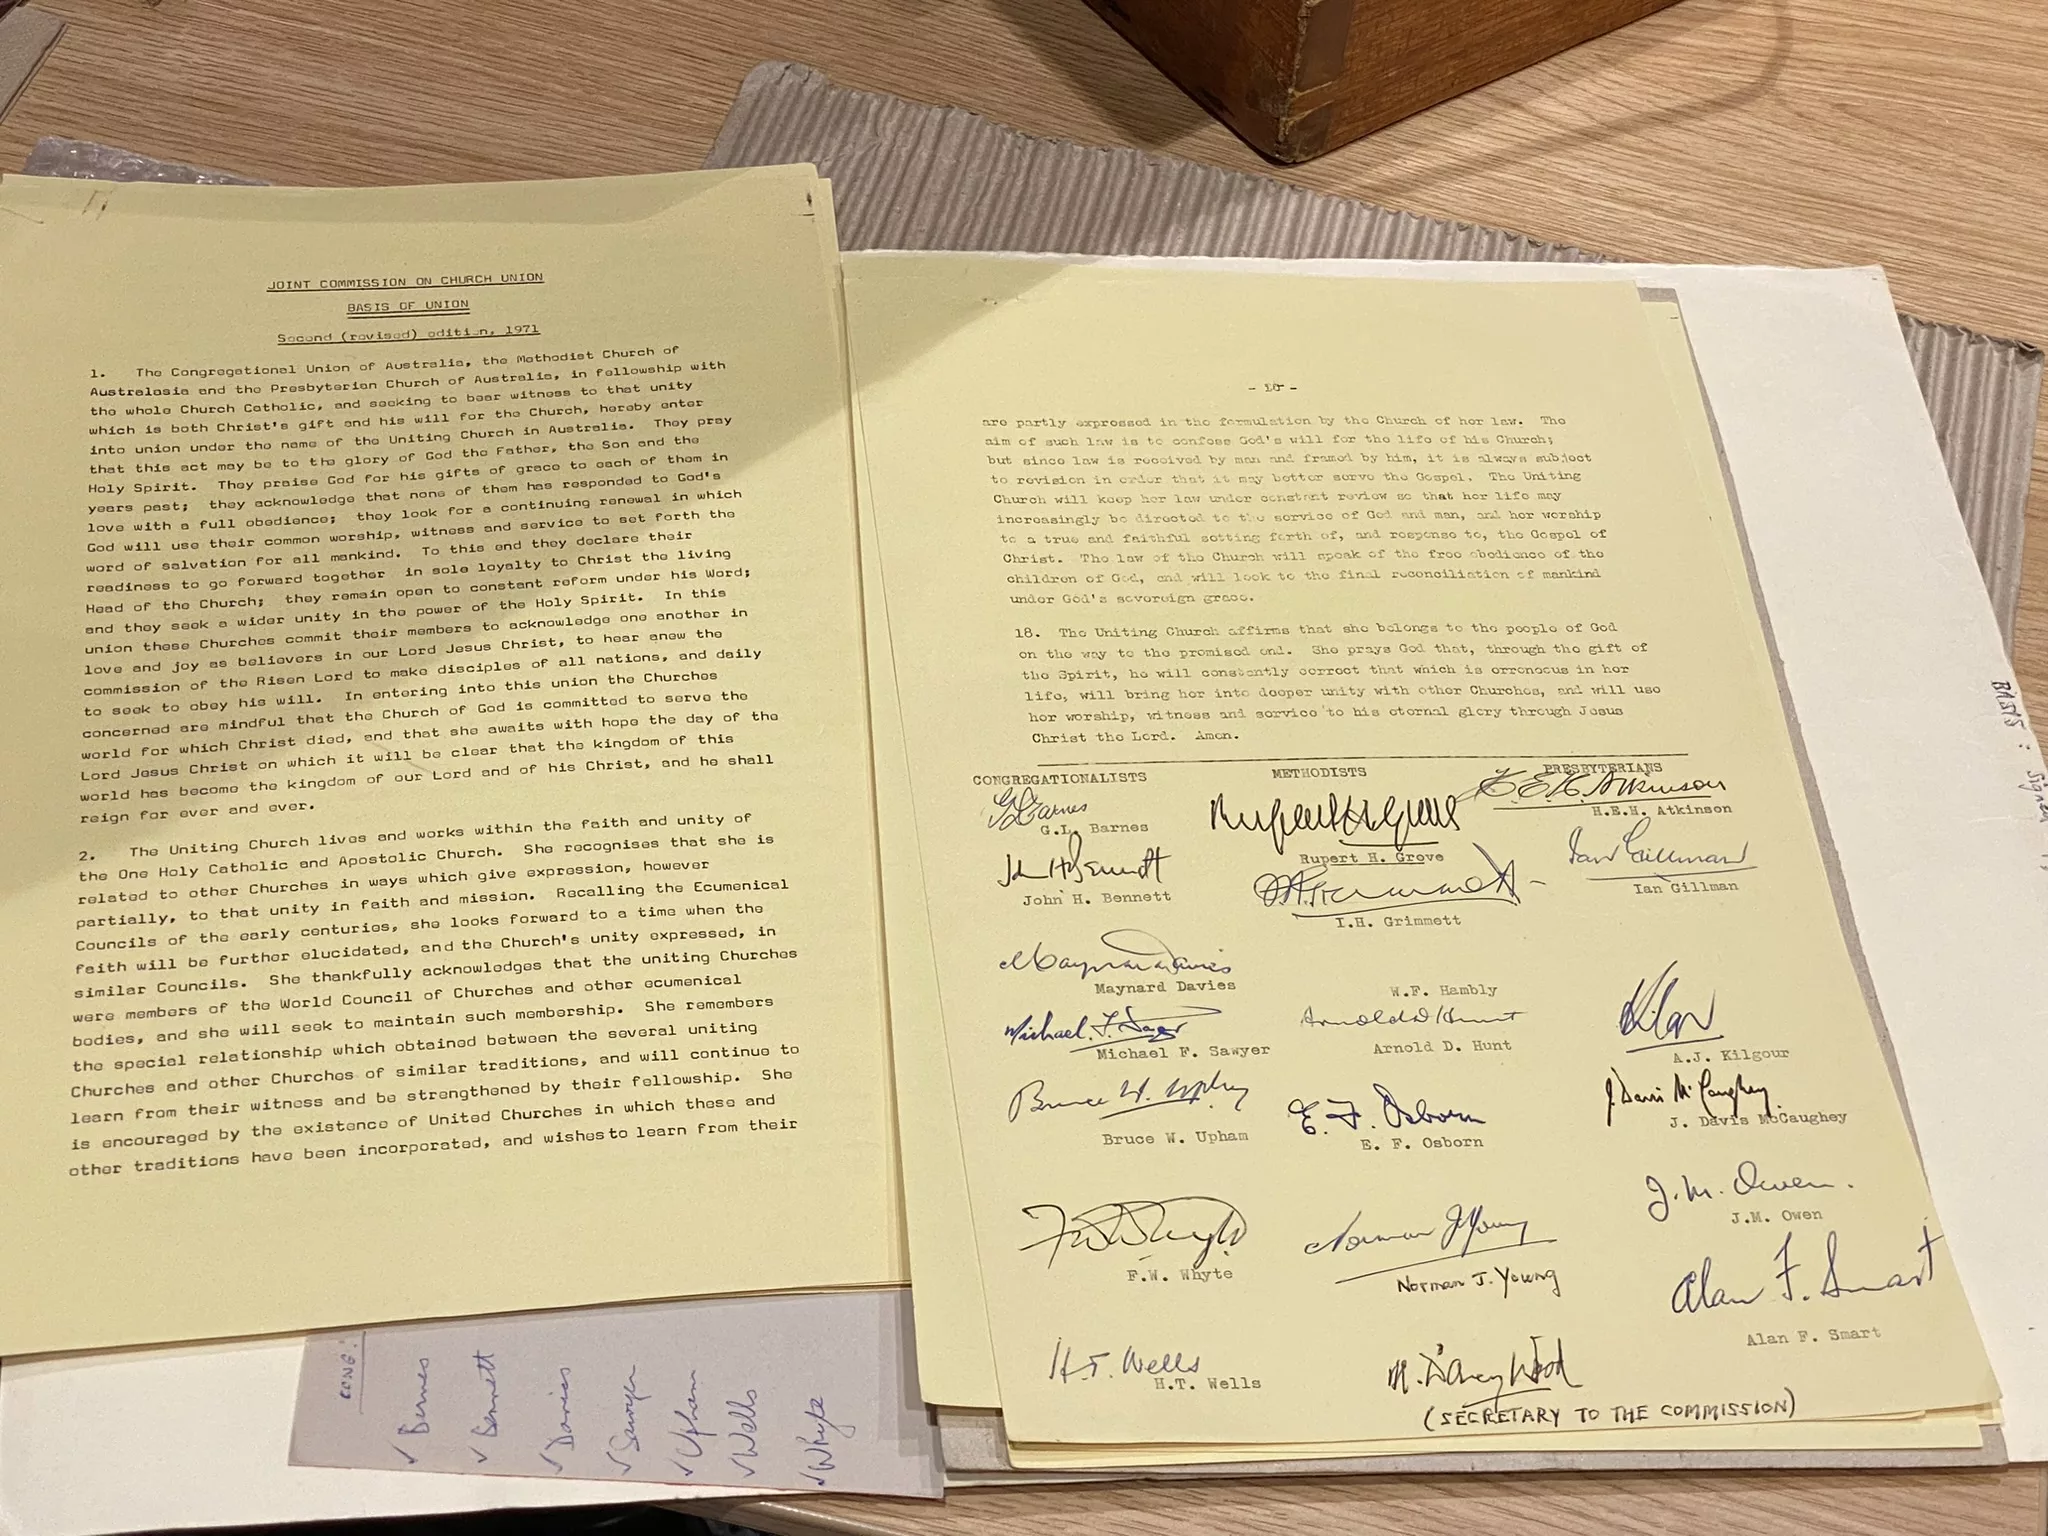 JOINT COMMISSION ON CHURCH UNION
BASIS OF UNION
Second (revised) edition, 1971
1. The Congregational Union of Australia, the Methodist Church of
Australasia and the Presbyterian Church of Australia, in fellowship with
the whole Church Catholic, and seeking to bear witness to that unity
which is both Christ's gift and his will for the Church, hereby enter
into union under the name of the Uniting Church in Australia. They pray
that this act may be to the glory of God the Father, the Son and the
Holy Spirit. They praise God for his gifts of grace to each of them in
years past; they acknowledge that none of them has responded to God's
love with a full obedience; they look for a continuing renewal in which
God will use their common worship, witness and service to set forth the
word of salvation for all mankind. To this end they declare their
readiness to go forward together in sole loyalty to Christ the living
Head of the Church; they remain open to constant reform under his Word;
and they seek a wider unity in the power of the Holy Spirit. In this
union these Churches commit their members to acknowledge one another in
love and joy as believers in our Lord Jesus Christ, to hear anew the
commission of the Risen Lord to make disciples of all nations, and daily
to seek to obey his will. In entering into this union the Churches
concerned are mindful that the Church of God is committed to serve the
world for which Christ died, and that she awaits with hope the day of the
Lord Jesus Christ on which it will be clear that the kingdom of this
world has become the kingdom of our Lord and of his Christ, and he shall
reign for ever and ever.
2. The Uniting Church lives and works within the faith and unity of
the One Holy Catholic and Apostolic Church. She recognises that she is
related to other Churches in ways which give expression, however
partially, to that unity in faith and mission. Recalling the Ecumenical
Councils of the early centuries, she looks forward to a time when the
faith will be further elucidated, and the Church's unity expressed, in
similar Councils. She thankfully acknowledges that the uniting Churches
were members of the World Council of Churches and other ecumenical
bodies, and she will seek to maintain such membership. She remembers
the special relationship which obtained between the several uniting
Churches and other Churches of similar traditions, and will continue to
learn from their witness and be strengthened by their fellowship. She
is encouraged by the existence of United Churches in which these and
other traditions have been incorporated, and wishes to learn from their
CONG:
✓ Barnes
✓ Bennett
✓ Davies
✓ Sawyer
✓ Upham
✓ Wells
✓ Whyte
- 10 -
are partly expressed in the formulation by the Church of her law. The
aim of such law is to confess God's will for the life of his Church;
but since law is received by man and framed by him, it is always subject
to revision in order that it may better serve the Gospel. The Uniting
Church will keep her law under constant review so that her life may
increasingly be directed to the service of God and man, and her worship
to a true and faithful setting forth of, and response to, the Gospel of
Christ. The law of the Church will speak of the free obedience of the
children of God, and will look to the final reconciliation of mankind
under God's sovereign grace.
18. The Uniting Church affirms that she belongs to the people of God
on the way to the promised end. She prays God that, through the gift of
the Spirit, he will constantly correct that which is erroneous in her
life, will bring her into deeper unity with other Churches, and will use
her worship, witness and service to his eternal glory through Jesus
Christ the Lord. Amen.
CONGREGATIONALISTS
G L Barnes
G.L. Barnes
John H Bennett
John H. Bennett
Maynard Davies
Maynard Davies
Michael F. Sawyer
Michael F. Sawyer
Bruce W. Upham
Bruce W. Upham
F W Whyte
F.W. Whyte
H.T. Wells
H.T. Wells
METHODISTS
Rupert H Grove
Rupert H. Grove
I H Grimmett
I.H. Grimmett
W.F. Hambly
Arnold D Hunt
Arnold D. Hunt
E. F. Osborn
E. F. Osborn
Norman J Young
Norman J. Young
M. D'Arcy Wood
(SECRETARY TO THE COMMISSION)
PRESBYTERIANS
H.E.H. Atkinson
H.E.H. Atkinson
Ian Gillman
Ian Gillman
A.J. Kilgour
J. Davis McCaughey
J. Davis McCaughey
J. M. Owen.
J.M. Owen
Alan F. Smart
Alan F. Smart
BASIS: signed